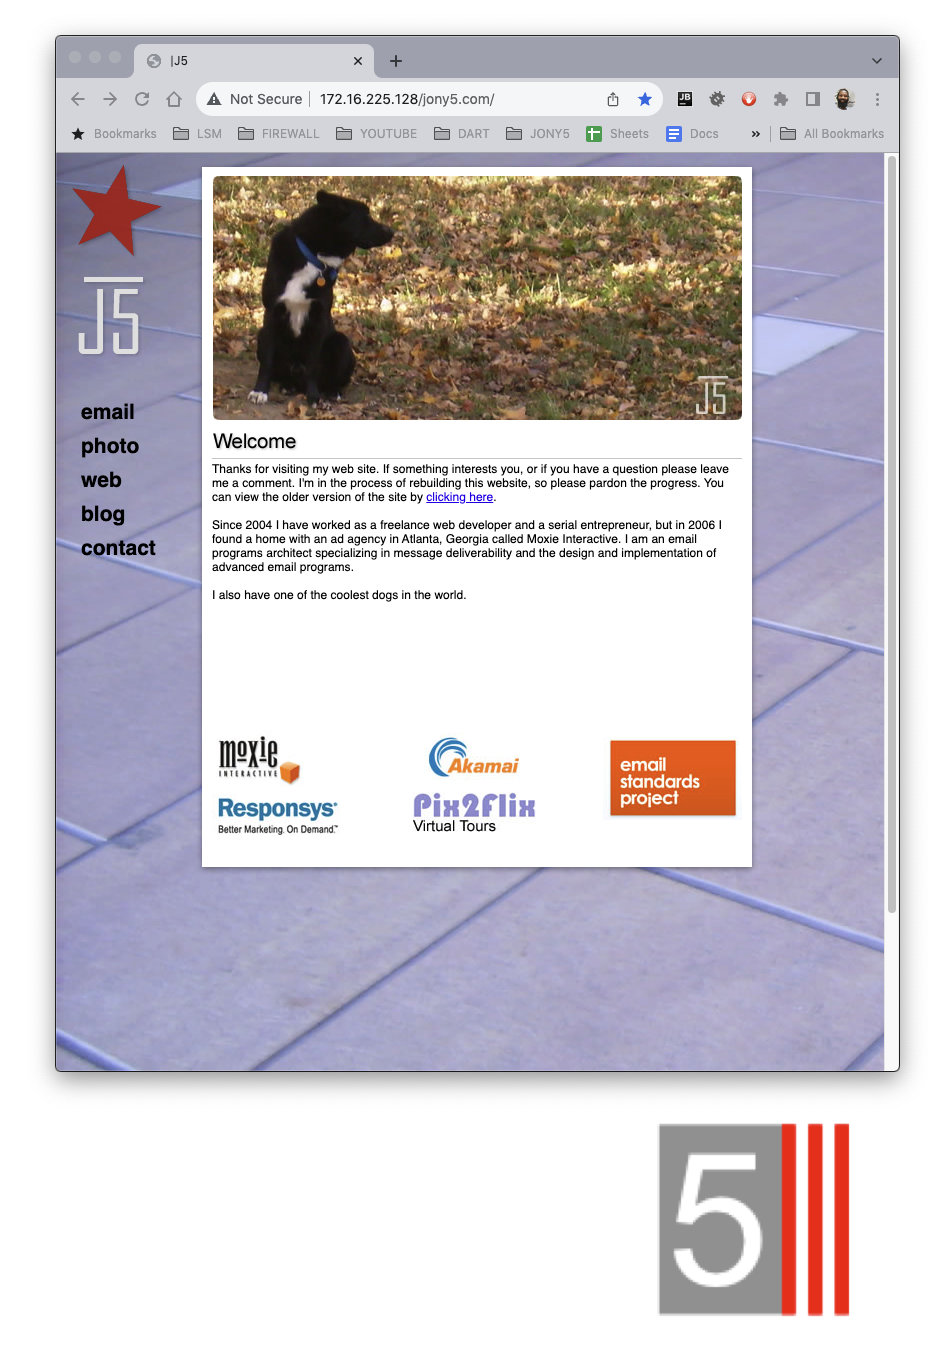 |J5
Not Secure
172.16.225.128/jony5.com/
JB
Bookmarks
LSM
FIREWALL
YOUTUBE
DART
JONY5
Sheets
Docs
»
All Bookmarks
J5
email
photo
web
blog
contact
J5
Welcome
Thanks for visiting my web site. If something interests you, or if you have a question please leave
me a comment. I'm in the process of rebuilding this website, so please pardon the progress. You
can view the older version of the site by clicking here.
Since 2004 I have worked as a freelance web developer and a serial entrepreneur, but in 2006 I
found a home with an ad agency in Atlanta, Georgia called Moxie Interactive. I am an email
programs architect specializing in message deliverability and the design and implementation of
advanced email programs.
I also have one of the coolest dogs in the world.
moxie
INTERACTIVE
Akamai
email
standards
project
Responsys®
Better Marketing. On Demand.™
Pix2Flix
Virtual Tours
5